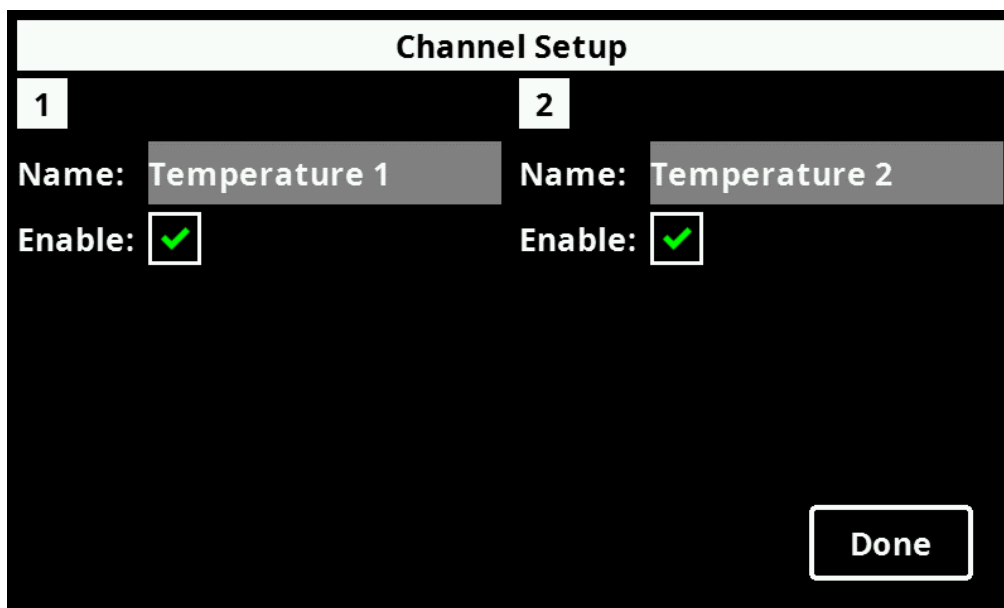 Channel Setup
1
Name: Temperature 1
Enable:
2
Name: Temperature 2
Enable:
Done